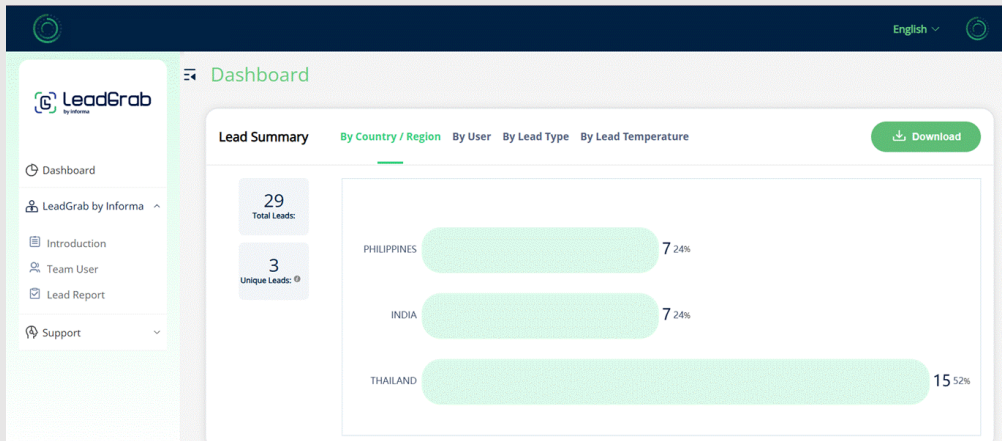 English
LeadGrab
by Informa
Dashboard
Lead Summary
By Country / Region By User By Lead Type By Lead Temperature
Download
Dashboard
LeadGrab by Informa
Introduction
Team User
Lead Report
Support
29
Total Leads:
3
Unique Leads:
PHILIPPINES 7 24%
INDIA 7 24%
THAILAND 15 52%